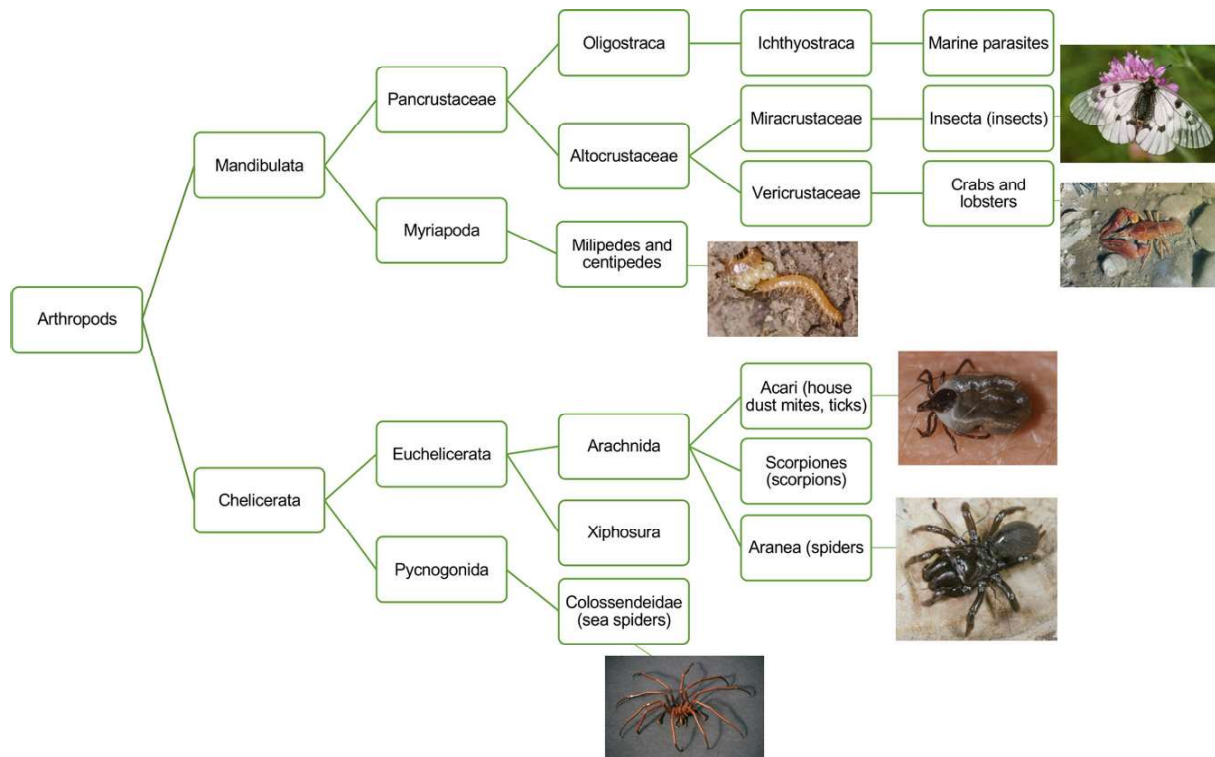 Oligostraca
Ichthyostraca
Marine parasites
Pancrustaceae
Miracrustaceae
Insecta (insects)
Mandibulata
Altocrustaceae
Vericrustaceae
Crabs and
lobsters
Myriapoda
Milipedes and
centipedes
Arthropods
Acari (house
dust mites, ticks)
Euchelicerata
Arachnida
Scorpiones
(scorpions)
Chelicerata
Xiphosura
Aranea (spiders
Pycnogonida
Colossendeidae
(sea spiders)